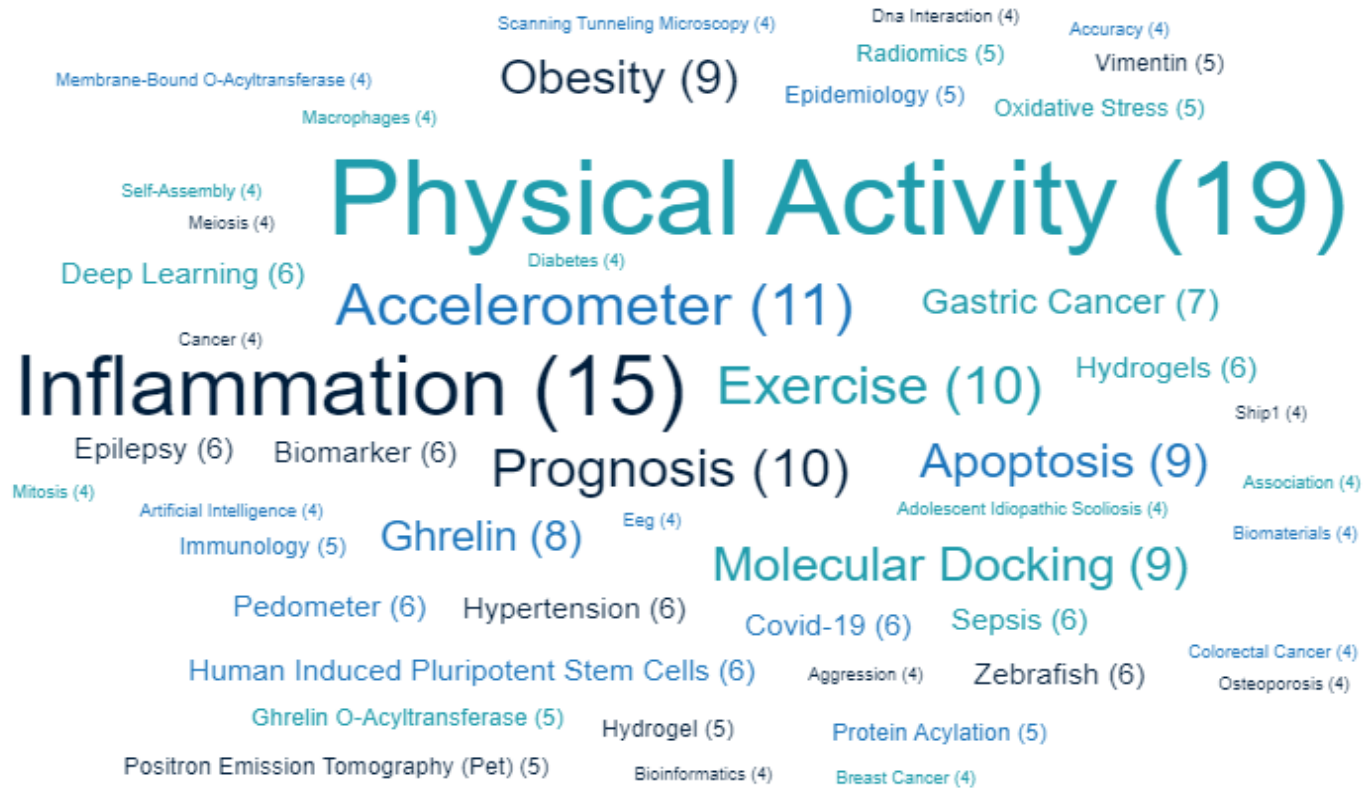 Scanning Tunneling Microscopy (4)
Dna Interaction (4)
Accuracy (4)
Membrane-Bound O-Acyltransferase (4)
Obesity (9)
Radiomics (5)
Vimentin (5)
Epidemiology (5)
Oxidative Stress (5)
Macrophages (4)
Physical Activity (19)
Self-Assembly (4)
Meiosis (4)
Deep Learning (6)
Diabetes (4)
Accelerometer (11)
Gastric Cancer (7)
Cancer (4)
Inflammation (15)
Exercise (10)
Hydrogels (6)
Ship1 (4)
Epilepsy (6)
Biomarker (6)
Prognosis (10)
Apoptosis (9)
Association (4)
Mitosis (4)
Artificial Intelligence (4)
Adolescent Idiopathic Scoliosis (4)
Immunology (5)
Ghrelin (8)
Eeg (4)
Biomaterials (4)
Molecular Docking (9)
Pedometer (6)
Hypertension (6)
Covid-19 (6)
Sepsis (6)
Colorectal Cancer (4)
Human Induced Pluripotent Stem Cells (6)
Aggression (4)
Zebrafish (6)
Osteoporosis (4)
Ghrelin O-Acyltransferase (5)
Hydrogel (5)
Protein Acylation (5)
Positron Emission Tomography (Pet) (5)
Bioinformatics (4)
Breast Cancer (4)